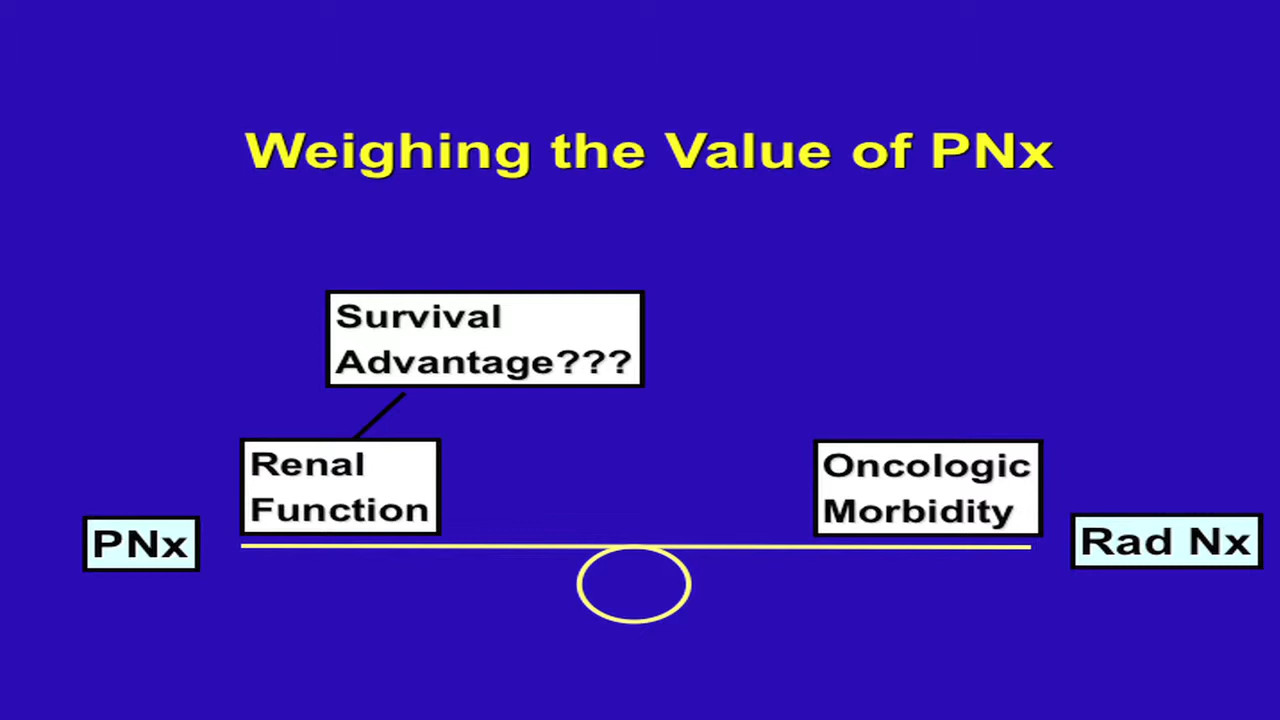 Weighing the Value of PNx
Survival
Advantage???
Renal
Function
Oncologic
Morbidity
PNx
Rad Nx